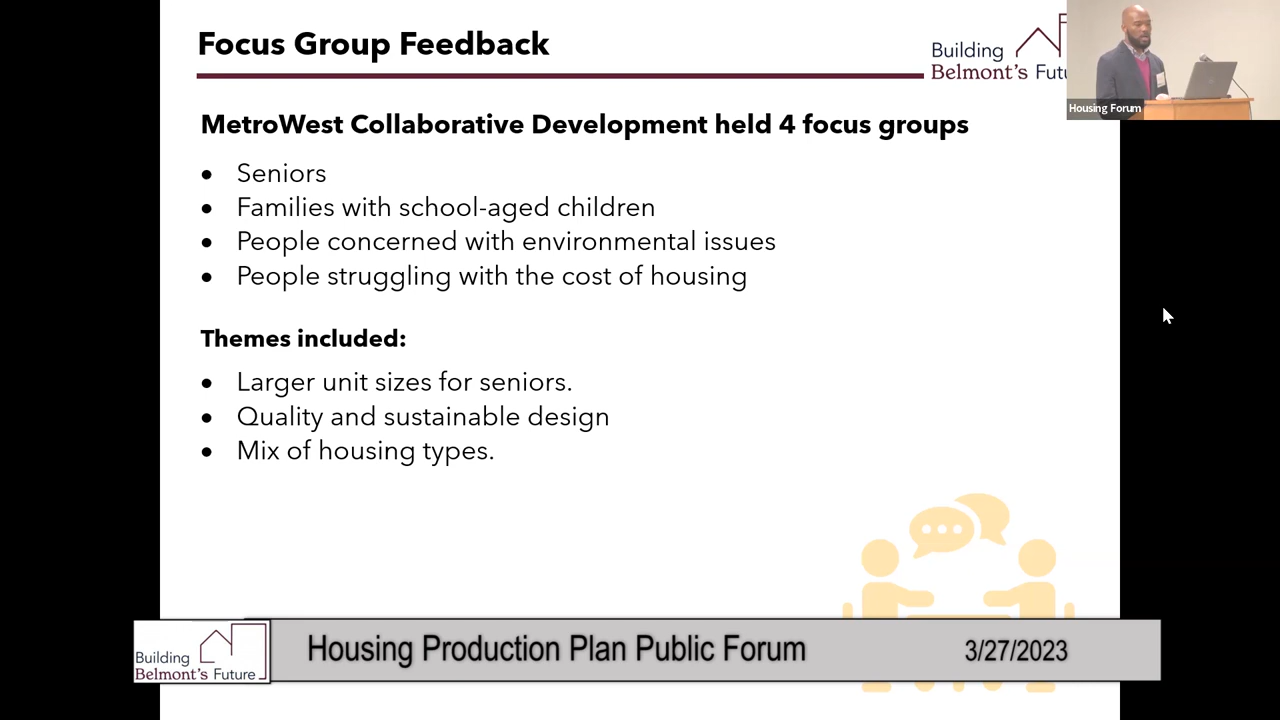 Focus Group Feedback
Building
Belmont's Futu
Housing Forum
MetroWest Collaborative Development held 4 focus groups
• Seniors
• Families with school-aged children
• People concerned with environmental issues
• People struggling with the cost of housing
Themes included:
• Larger unit sizes for seniors.
• Quality and sustainable design
• Mix of housing types.
Building
Belmont's Future
Housing Production Plan Public Forum
3/27/2023